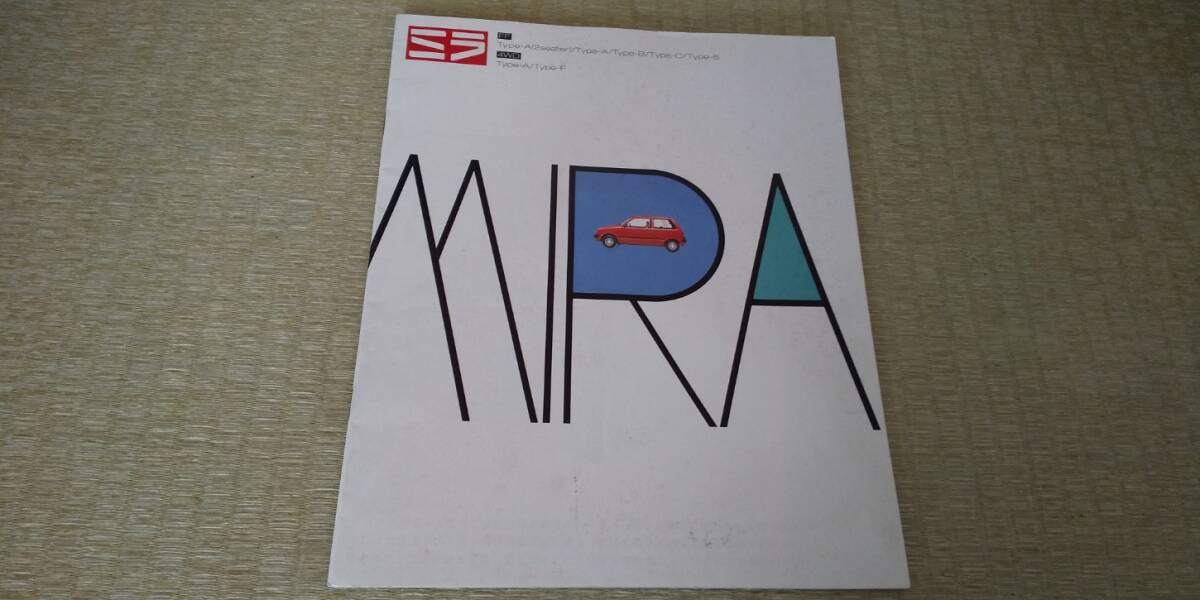 ミラ
FF
Type-A(2seater)/Type-A/Type-B/Type-C/Type-S
4WD
Type-A/Type-F
MIRA